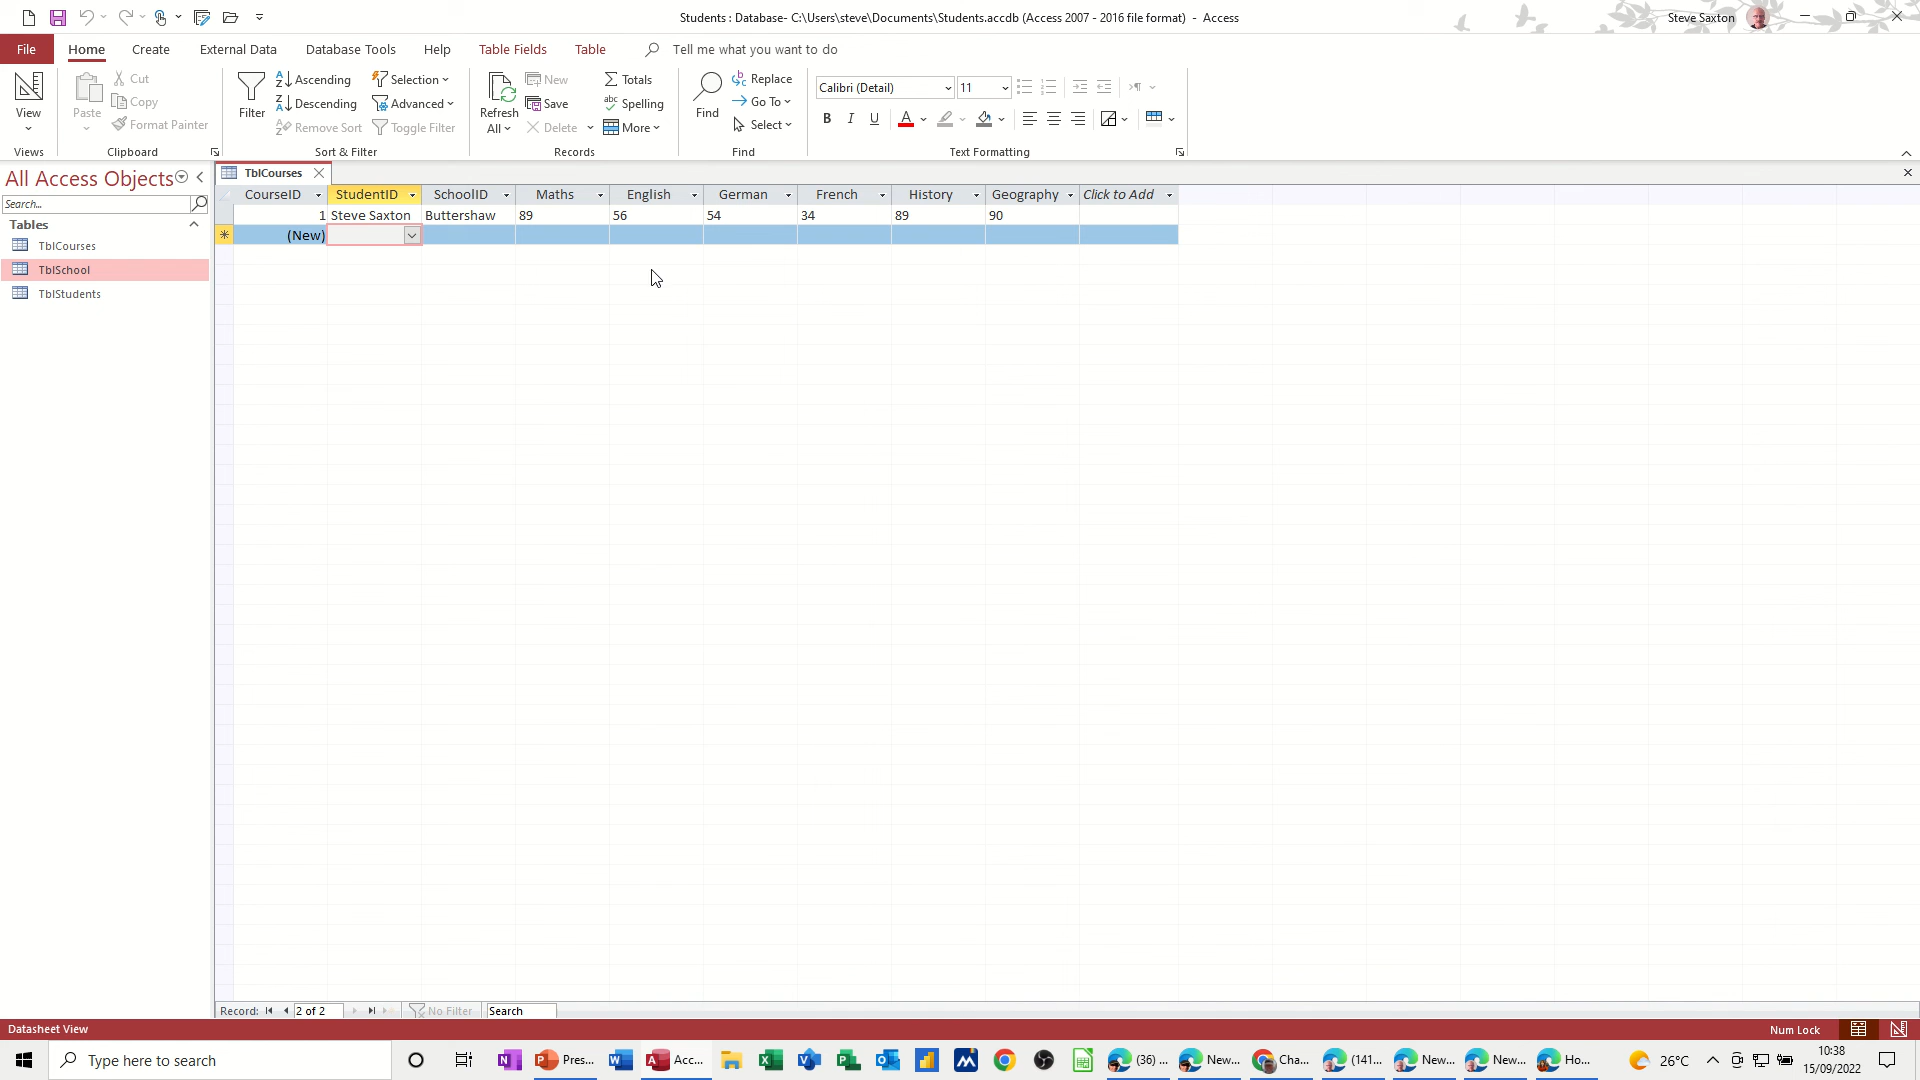 Students : Database- C:\Users\steve\Documents\Students.accdb (Access 2007 - 2016 file format)  -  Access
Steve Saxton
File Home Create External Data Database Tools Help Table Fields Table Tell me what you want to do
View
Views
Paste
Cut
Copy
Format Painter
Clipboard
Filter
Ascending
Descending
Remove Sort
Selection
Advanced
Toggle Filter
Sort & Filter
Refresh
All
New
Save
Delete
Totals
Spelling
More
Records
Find
Replace
Go To
Select
Find
Calibri (Detail) 11
B I U A
Text Formatting
All Access Objects
Search...
Tables
TblCourses
TblSchool
TblStudents
TblCourses
CourseID StudentID SchoolID Maths English German French History Geography Click to Add
1 Steve Saxton Buttershaw 89 56 54 34 89 90
(New)
Record: 2 of 2 No Filter Search
Datasheet View
Num Lock
Type here to search
Pres... Acc... (36) ... New... Cha... (141... New... New... Ho...
26°C
10:38
15/09/2022